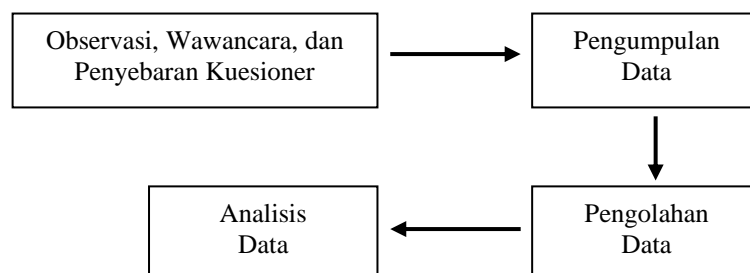 Observasi, Wawancara, dan
Penyebaran Kuesioner
Pengumpulan
Data
Pengolahan
Data
Analisis
Data